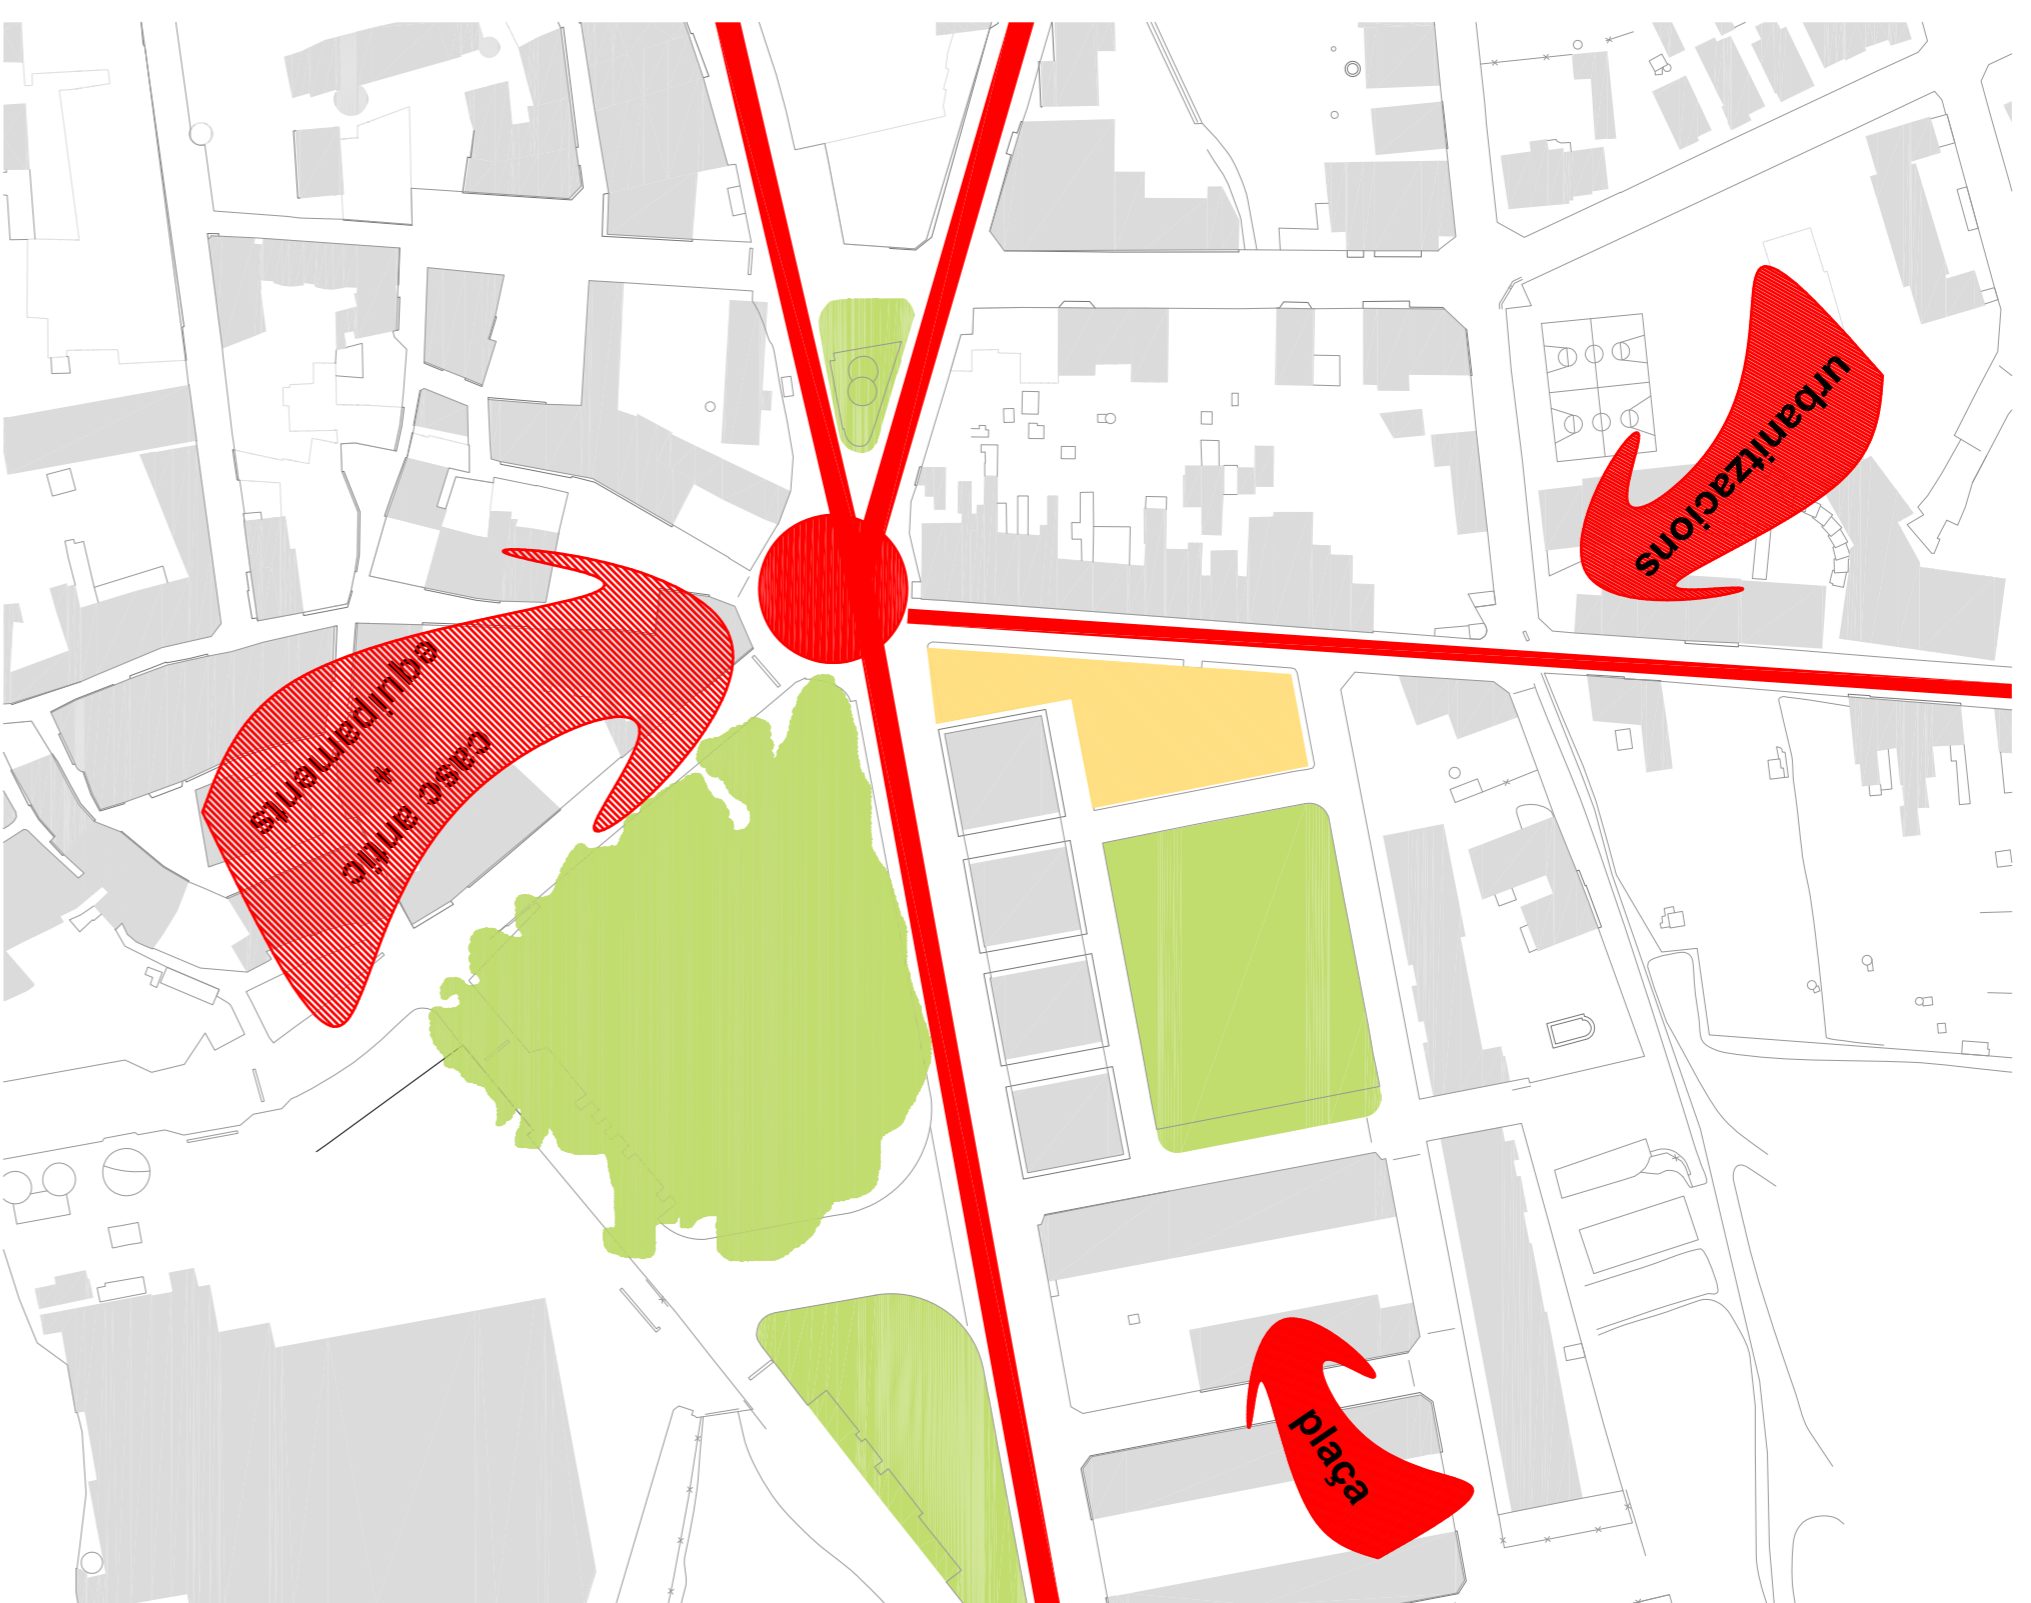 urbanitzacions
equipaments
+
casc antic
plaça